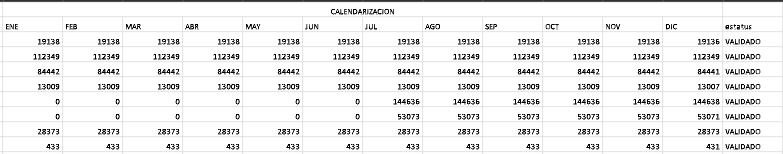 CALENDARIZACION
ENE FEB MAR ABR MAY JUN JUL AGO SEP OCT NOV DIC estatus
19138 19138 19138 19138 19138 19138 19138 19138 19138 19138 19138 19136 VALIDADO
112349 112349 112349 112349 112349 112349 112349 112349 112349 112349 112349 112349 VALIDADO
84442 84442 84442 84442 84442 84442 84442 84442 84442 84442 84442 84441 VALIDADO
13009 13009 13009 13009 13009 13009 13009 13009 13009 13009 13009 13007 VALIDADO
0 0 0 0 0 0 144636 144636 144636 144636 144636 144638 VALIDADO
0 0 0 0 0 0 53073 53073 53073 53073 53073 53071 VALIDADO
28373 28373 28373 28373 28373 28373 28373 28373 28373 28373 28373 28373 VALIDADO
433 433 433 433 433 433 433 433 433 433 433 431 VALIDADO